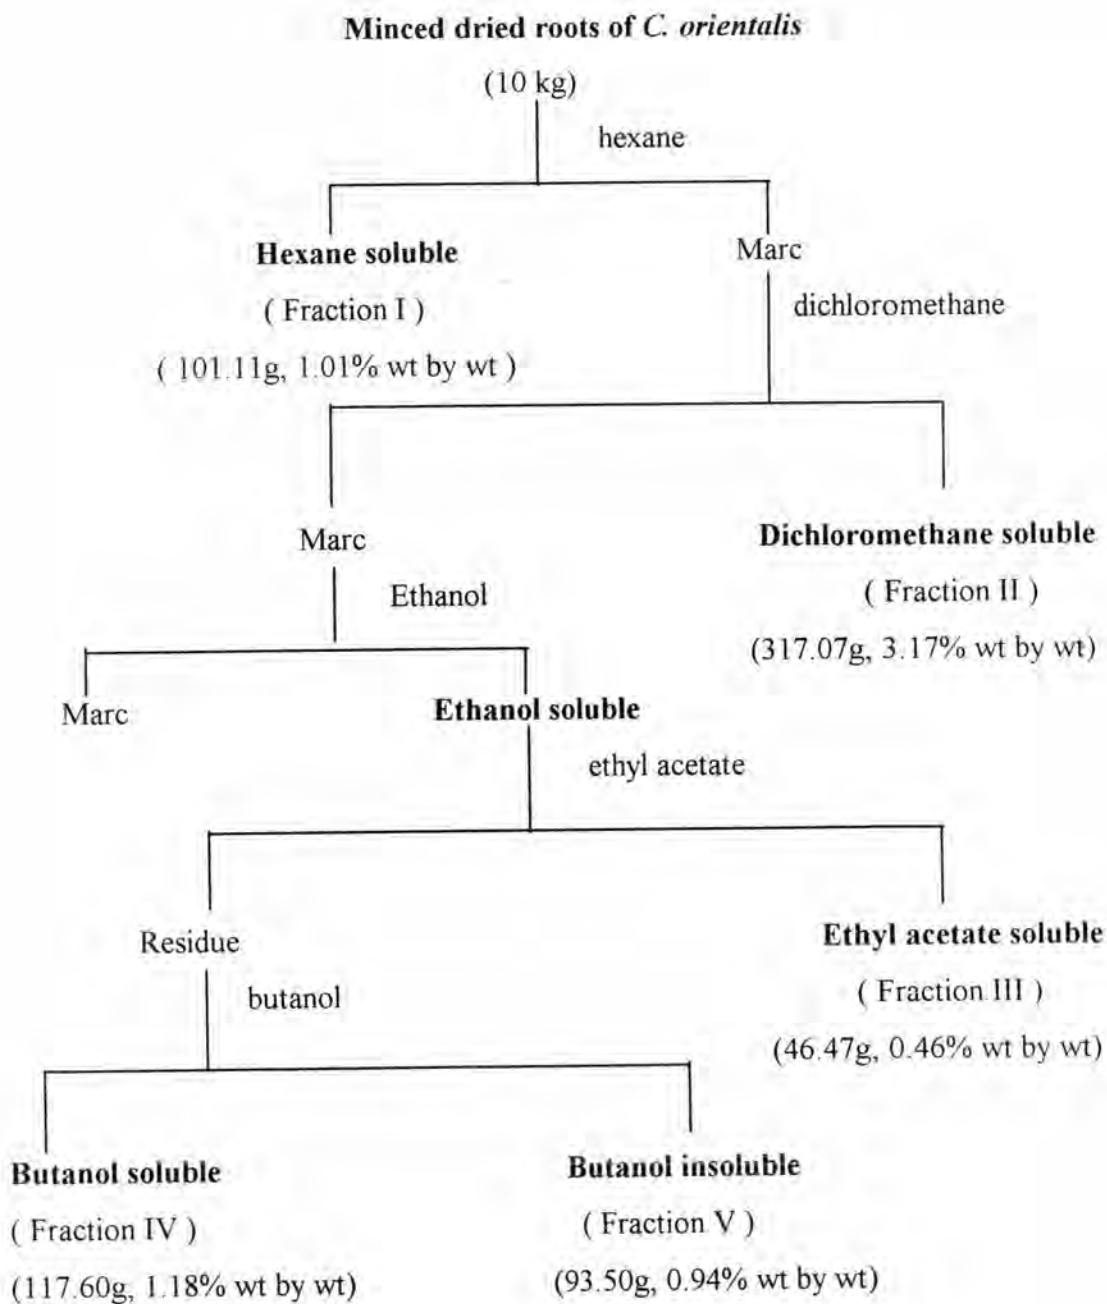 Minced dried roots of C. orientalis
(10 kg)
hexane
Hexane soluble
( Fraction I )
( 101.11g, 1.01% wt by wt )
Marc
dichloromethane
Marc
Ethanol
Dichloromethane soluble
( Fraction II )
(317.07g, 3.17% wt by wt)
Marc
Ethanol soluble
ethyl acetate
Residue
butanol
Ethyl acetate soluble
( Fraction III )
(46.47g, 0.46% wt by wt)
Butanol soluble
( Fraction IV )
(117.60g, 1.18% wt by wt)
Butanol insoluble
( Fraction V )
(93.50g, 0.94% wt by wt)